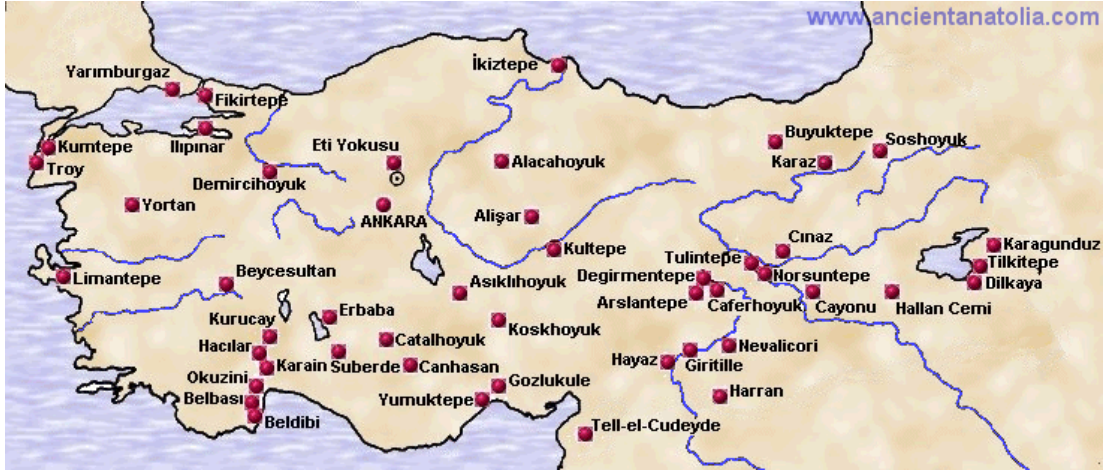 www.ancientanatolia.com
İkiztepe
Yarımburgaz
Fikirtepe
Kumtepe
Ilıpınar
Troy
Eti Yokusu
Alacahoyuk
Buyuktepe
Soshoyuk
Karaz
Demircihoyuk
Yortan
ANKARA
Alişar
Kultepe
Cınaz
Karagunduz
Tulintepe
Tilkitepe
Limantepe
Beycesultan
Degirmentepe
Norsuntepe
Dilkaya
Asıklıhoyuk
Arslantepe
Caferhoyuk
Cayonu
Hallan Cemi
Erbaba
Kurucay
Koskhoyuk
Catalhoyuk
Hacılar
Nevalicori
Karain
Suberde
Canhasan
Hayaz
Giritille
Okuzini
Gozlukule
Harran
Belbası
Yumuktepe
Beldibi
Tell-el-Cudeyde